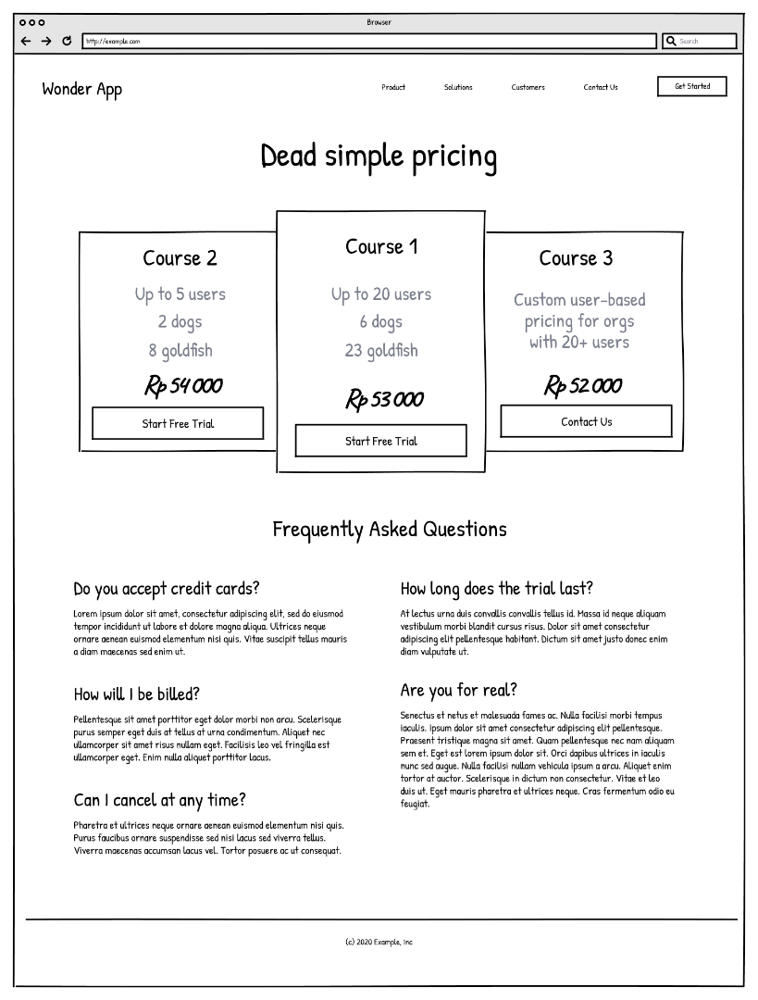 Browser
http://example.com
Search
Wonder App
Product
Solutions
Customers
Contact Us
Get Started
Dead simple pricing
Course 2
Up to 5 users
2 dogs
8 goldfish
Rp 54 000
Start Free Trial
Course 1
Up to 20 users
6 dogs
23 goldfish
Rp 53 000
Start Free Trial
Course 3
Custom user-based
pricing for orgs
with 20+ users
Rp 52 000
Contact Us
Frequently Asked Questions
Do you accept credit cards?
Lorem ipsum dolor sit amet, consectetur adipiscing elit, sed do eiusmod
tempor incididunt ut labore et dolore magna aliqua. Ultrices neque
ornare aenean euismod elementum nisi quis. Vitae suscipit tellus mauris
a diam maecenas sed enim ut.
How will I be billed?
Pellentesque sit amet porttitor eget dolor morbi non arcu. Scelerisque
purus semper eget duis at tellus at urna condimentum. Aliquet nec
ullamcorper sit amet risus nullam eget. Facilisis leo vel fringilla est
ullamcorper eget. Enim nulla aliquet porttitor lacus.
Can I cancel at any time?
Pharetra et ultrices neque ornare aenean euismod elementum nisi quis.
Purus faucibus ornare suspendisse sed nisi lacus sed viverra tellus.
Viverra maecenas accumsan lacus vel. Tortor posuere ac ut consequat.
How long does the trial last?
At lectus urna duis convallis convallis tellus id. Massa id neque aliquam
vestibulum morbi blandit cursus risus. Dolor sit amet consectetur
adipiscing elit pellentesque habitant. Dictum sit amet justo donec enim
diam vulputate ut.
Are you for real?
Senectus et netus et malesuada fames ac. Nulla facilisi morbi tempus
iaculis. Ipsum dolor sit amet consectetur adipiscing elit pellentesque.
Praesent tristique magna sit amet. Quam pellentesque nec nam aliquam
sem et. Eget est lorem ipsum dolor sit. Orci dapibus ultrices in iaculis
nunc sed augue. Nulla facilisi nullam vehicula ipsum a arcu. Aliquet enim
tortor at auctor. Scelerisque in dictum non consectetur. Vitae et leo
duis ut. Eget mauris pharetra et ultrices neque. Cras fermentum odio eu
feugiat.
(c) 2020 Example, Inc